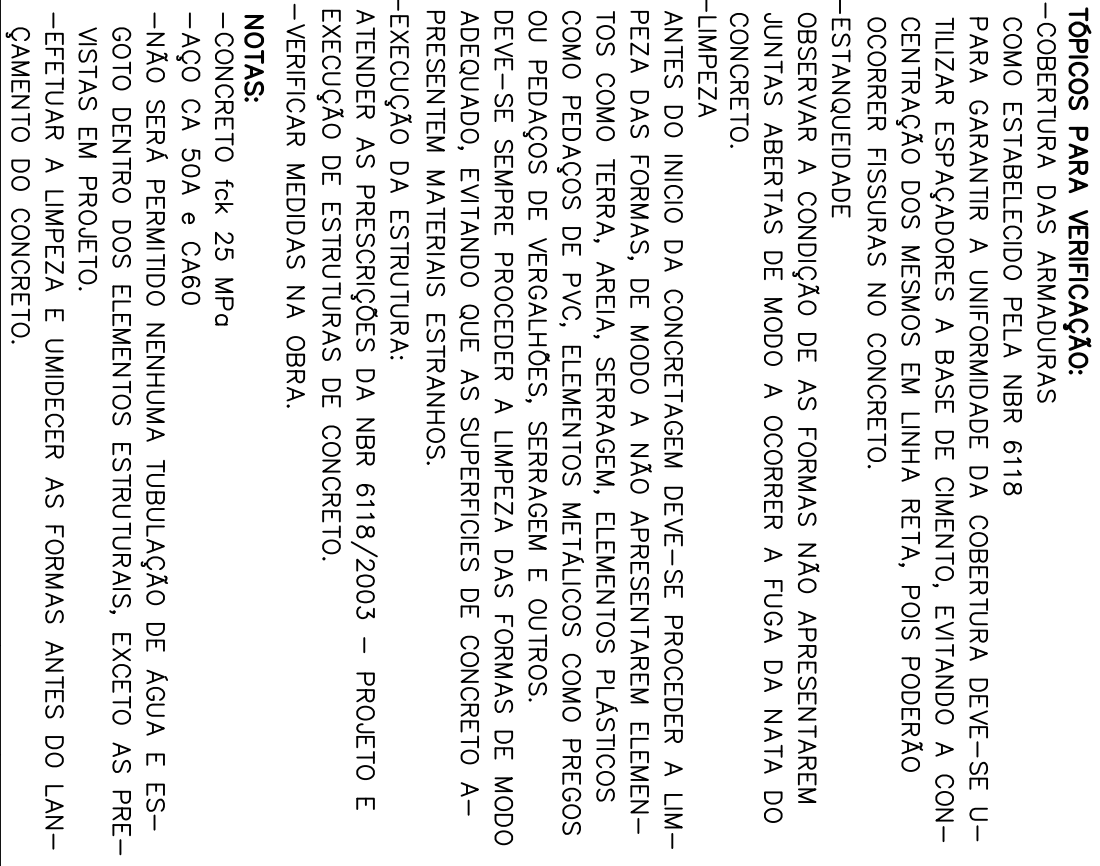 TÓPICOS PARA VERIFICAÇÃO:
-COBERTURA DAS ARMADURAS
COMO ESTABELECIDO PELA NBR 6118
PARA GARANTIR A UNIFORMIDADE DA COBERTURA DEVE-SE U-
TILIZAR ESPAÇADORES A BASE DE CIMENTO, EVITANDO A CON-
CENTRAÇÃO DOS MESMOS EM LINHA RETA, POIS PODERÃO
OCORRER FISSURAS NO CONCRETO.
-ESTANQUEIDADE
OBSERVAR A CONDIÇÃO DE AS FORMAS NÃO APRESENTAREM
JUNTAS ABERTAS DE MODO A OCORRER A FUGA DA NATA DO
CONCRETO.
-LIMPEZA
ANTES DO INICIO DA CONCRETAGEM DEVE-SE PROCEDER A LIM-
PEZA DAS FORMAS, DE MODO A NÃO APRESENTAREM ELEMEN-
TOS COMO TERRA, AREIA, SERRAGEM, ELEMENTOS PLÁSTICOS
COMO PEDAÇOS DE PVC, ELEMENTOS METÁLICOS COMO PREGOS
OU PEDAÇOS DE VERGALHÕES, SERRAGEM E OUTROS.
DEVE-SE SEMPRE PROCEDER A LIMPEZA DAS FORMAS DE MODO
ADEQUADO, EVITANDO QUE AS SUPERFICIES DE CONCRETO A-
PRESENTEM MATERIAIS ESTRANHOS.
-EXECUÇÃO DA ESTRUTURA:
ATENDER AS PRESCRIÇÕES DA NBR 6118/2003 - PROJETO E
EXECUÇÃO DE ESTRUTURAS DE CONCRETO.
-VERIFICAR MEDIDAS NA OBRA.
NOTAS:
-CONCRETO fck 25 MPa
-AÇO CA 50A e CA60
-NÃO SERÁ PERMITIDO NENHUMA TUBULAÇÃO DE ÁGUA E ES-
GOTO DENTRO DOS ELEMENTOS ESTRUTURAIS, EXCETO AS PRE-
VISTAS EM PROJETO.
-EFETUAR A LIMPEZA E UMIDECER AS FORMAS ANTES DO LAN-
ÇAMENTO DO CONCRETO.